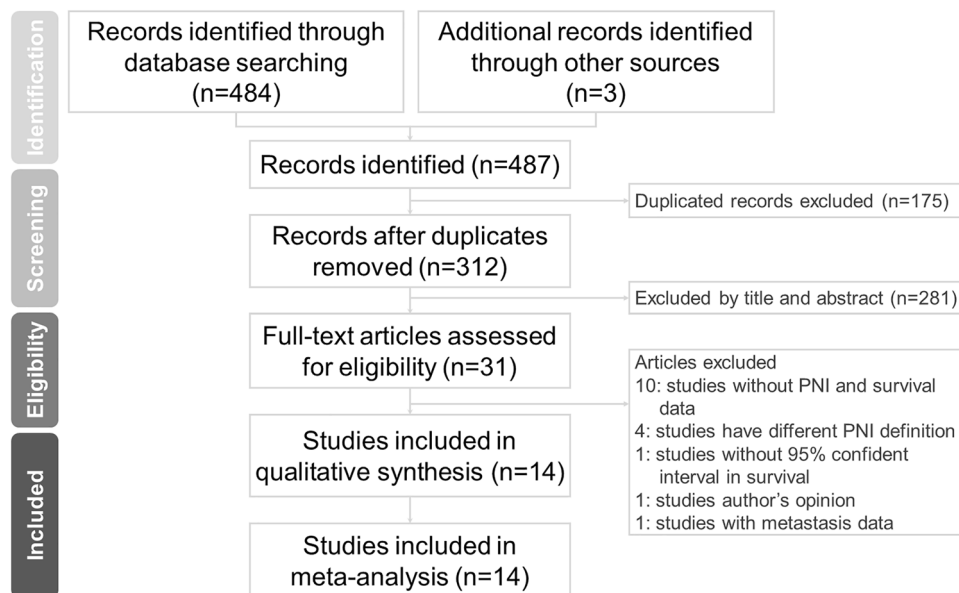 Identification
Records identified through
database searching
(n=484)
Additional records identified
through other sources
(n=3)
Records identified (n=487)
Screening
Duplicated records excluded (n=175)
Records after duplicates
removed (n=312)
Excluded by title and abstract (n=281)
Eligibility
Full-text articles assessed
for eligibility (n=31)
Articles excluded
10: studies without PNI and survival
data
4: studies have different PNI definition
1: studies without 95% confident
interval in survival
1: studies author's opinion
1: studies with metastasis data
Included
Studies included in
qualitative synthesis (n=14)
Studies included in
meta-analysis (n=14)